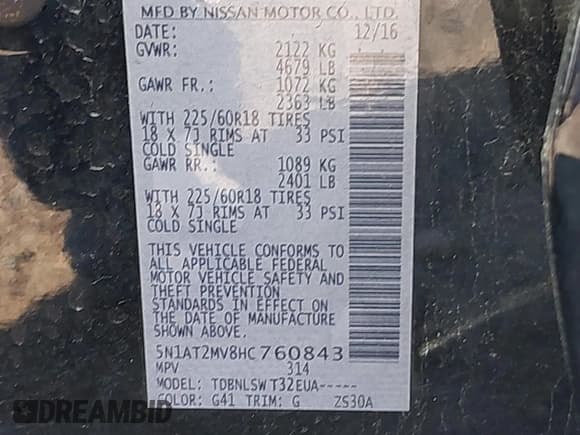 MFD BY NISSAN MOTOR CO., LTD.
DATE: 12/16
GVWR: 2122 KG
4679 LB
GAWR FR.: 1072 KG
2363 LB
WITH 225/60R18 TIRES
18 X 7J RIMS AT 33 PSI
COLD SINGLE
GAWR RR.: 1089 KG
2401 LB
WITH 225/60R18 TIRES
18 X 7J RIMS AT 33 PSI
COLD SINGLE
THIS VEHICLE CONFORMS TO
ALL APPLICABLE FEDERAL
MOTOR VEHICLE SAFETY AND
THEFT PREVENTION
STANDARDS IN EFFECT ON
THE DATE OF MANUFACTURE
SHOWN ABOVE.
5N1AT2MV8HC760843
MPV 314
MODEL: TDBNLSWT32EUA-----
COLOR: G41 TRIM: G ZS30A
DREAMBID